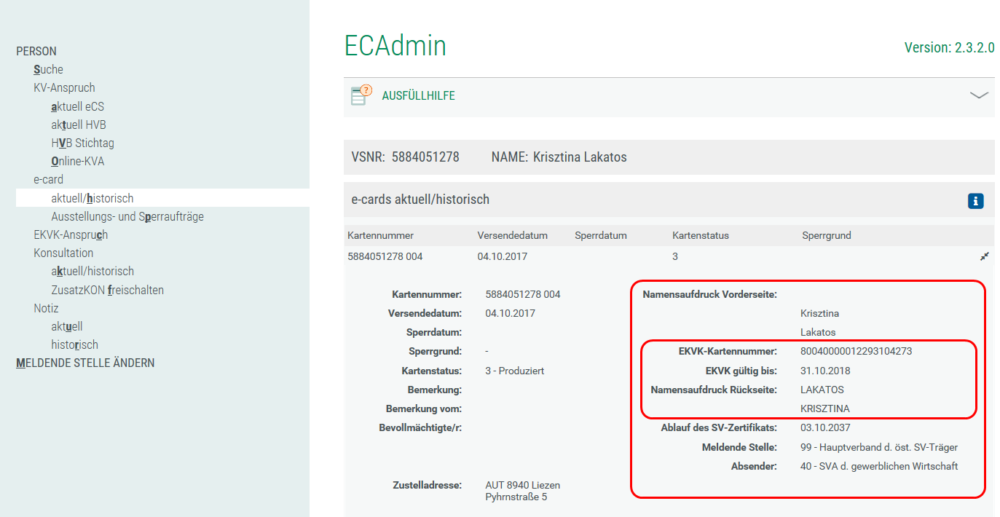 PERSON
Suche
KV-Anspruch
aktuell eCS
aktuell HVB
HVB Stichtag
Online-KVA
e-card
aktuell/historisch
Ausstellungs- und Sperraufträge
EKVK-Anspruch
Konsultation
aktuell/historisch
ZusatzKON freischalten
Notiz
aktuell
historisch
MELDENDE STELLE ÄNDERN
ECAdmin
Version: 2.3.2.0
? AUSFÜLLHILFE
VSNR: 5884051278 NAME: Krisztina Lakatos
e-cards aktuell/historisch
Kartennummer Versendedatum Sperrdatum Kartenstatus Sperrgrund
5884051278 004 04.10.2017 3
Kartennummer: 5884051278 004
Versendedatum: 04.10.2017
Sperrdatum:
Sperrgrund: -
Kartenstatus: 3 - Produziert
Bemerkung:
Bemerkung vom:
Bevollmächtigte/r:
Zustelladresse: AUT 8940 Liezen
Pyhrnstraße 5
Namensaufdruck Vorderseite:
Krisztina
Lakatos
EKVK-Kartennummer: 80040000012293104273
EKVK gültig bis: 31.10.2018
Namensaufdruck Rückseite: LAKATOS
KRISZTINA
Ablauf des SV-Zertifikats: 03.10.2037
Meldende Stelle: 99 - Hauptverband d. öst. SV-Träger
Absender: 40 - SVA d. gewerblichen Wirtschaft